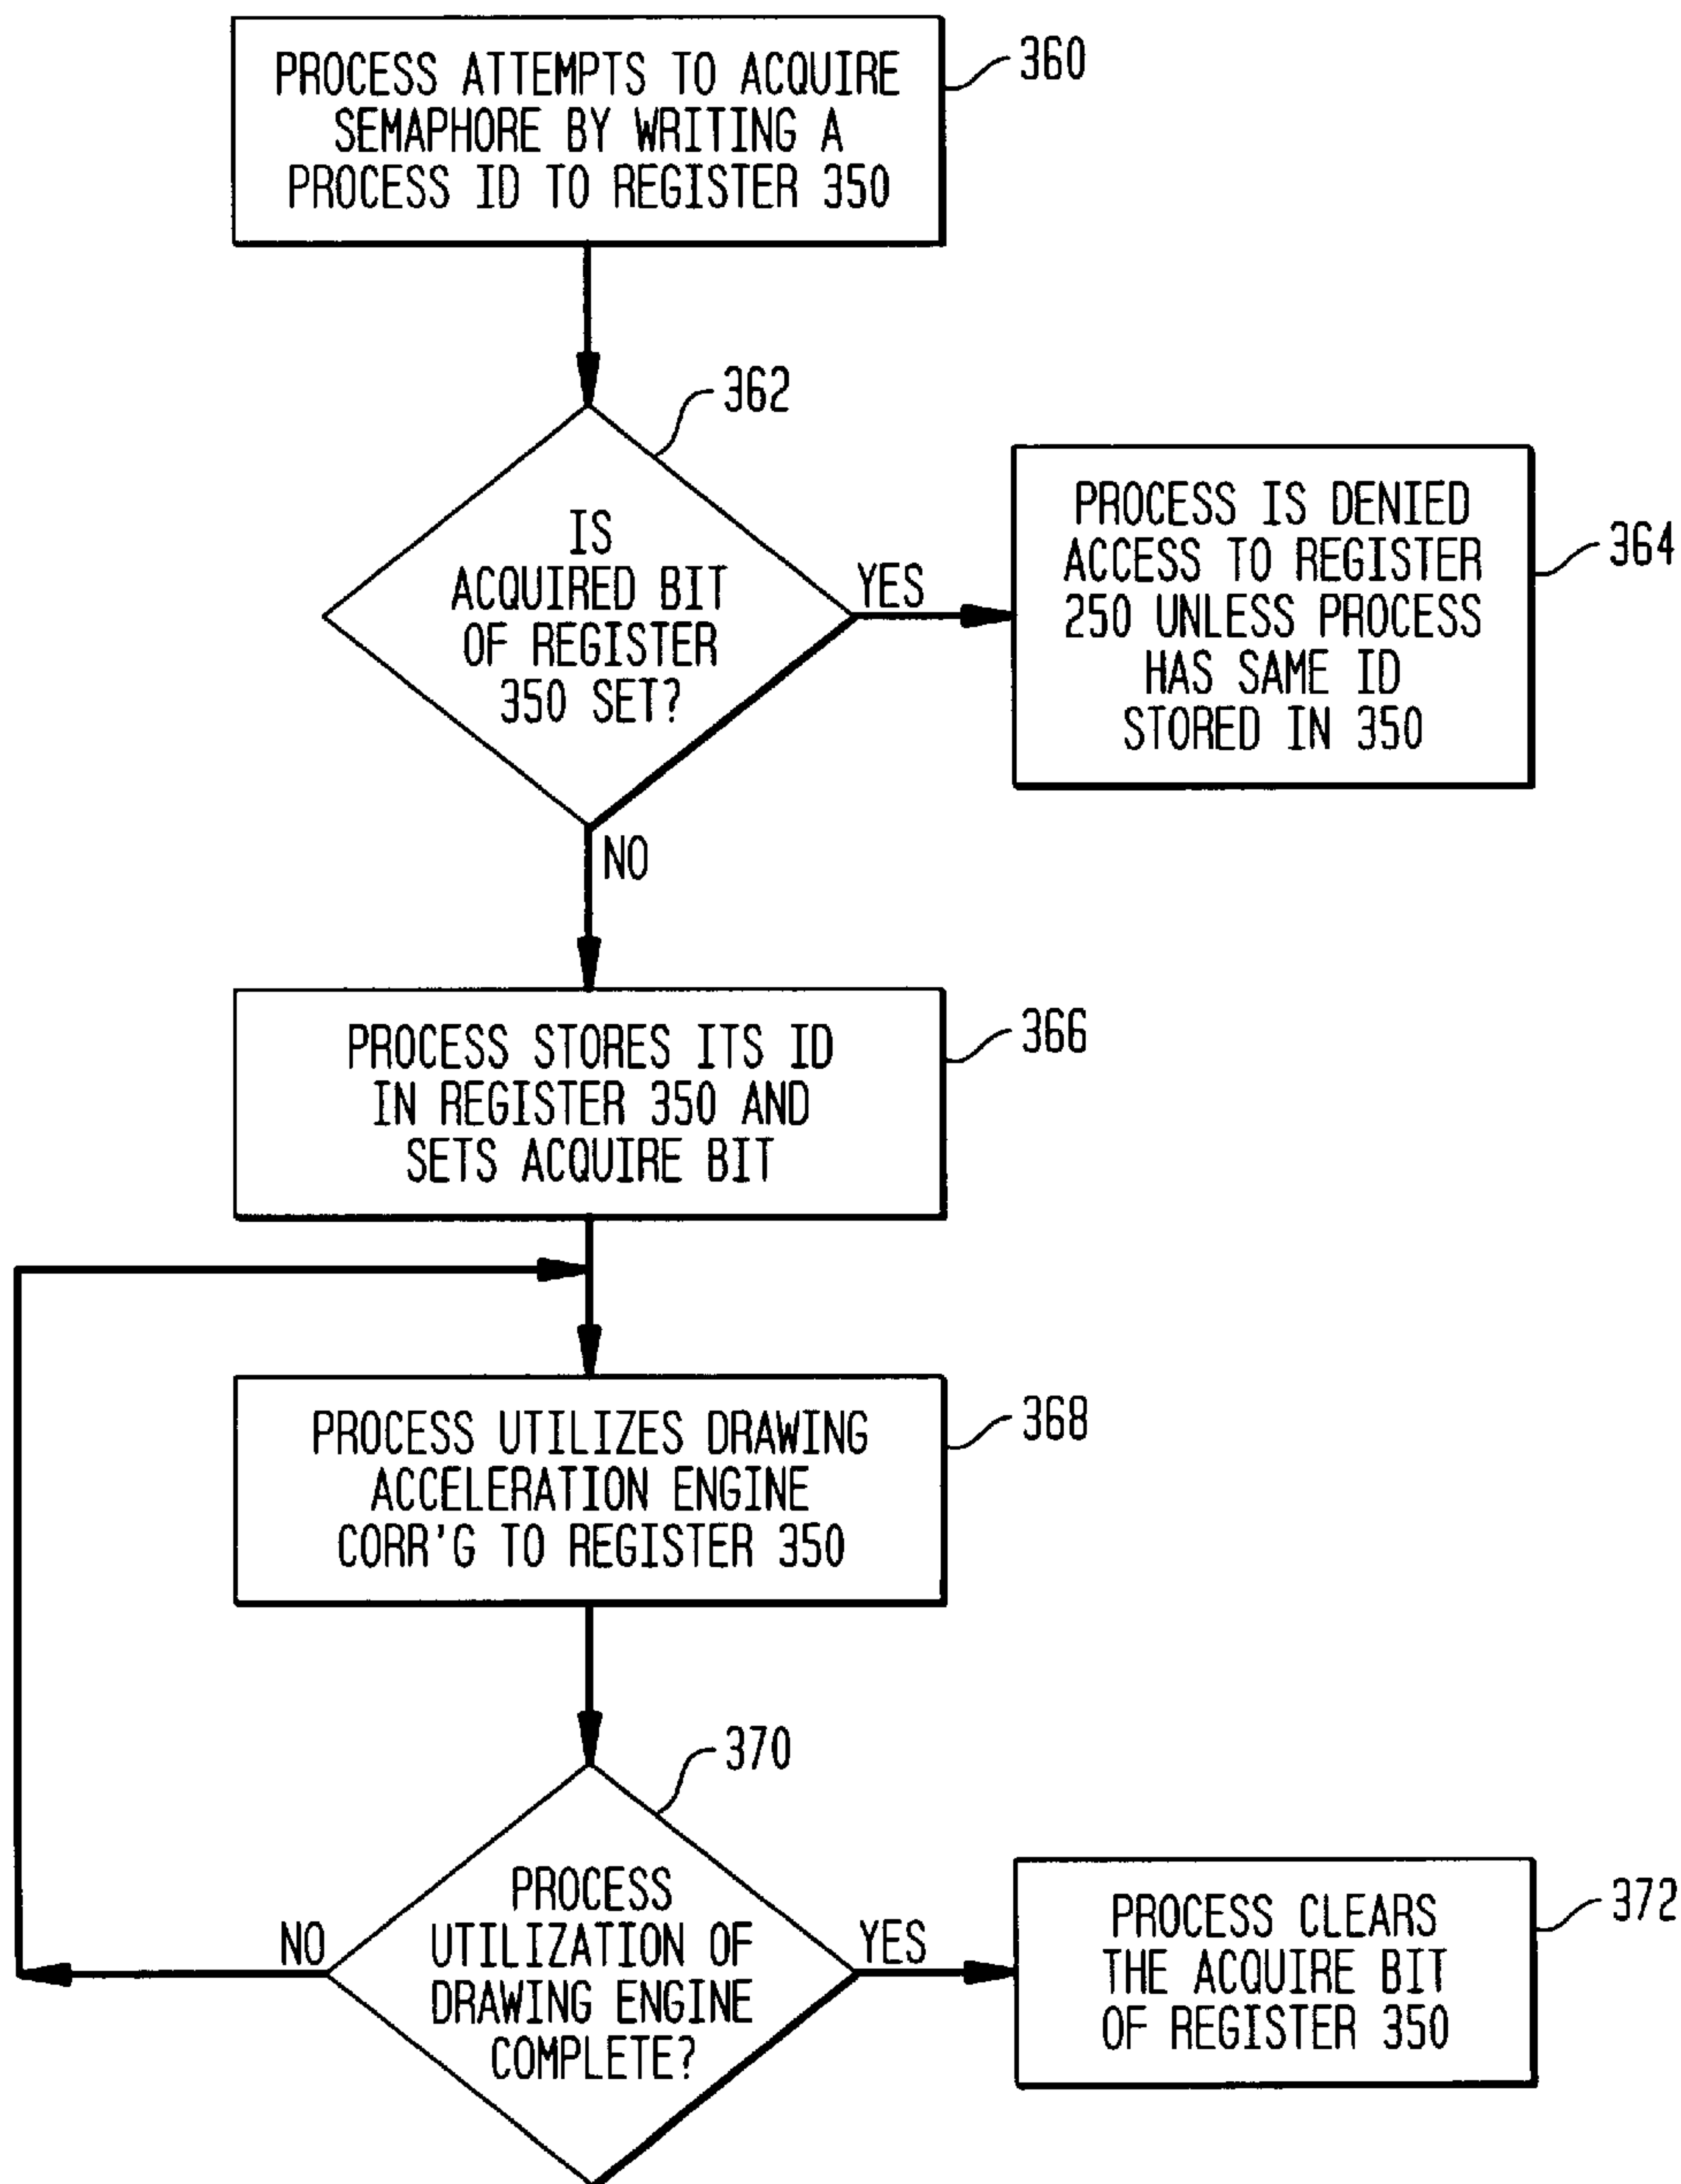 PROCESS ATTEMPTS TO ACQUIRE
SEMAPHORE BY WRITING A
PROCESS ID TO REGISTER 350
360
362
IS
ACQUIRED BIT
OF REGISTER
350 SET?
YES
PROCESS IS DENIED
ACCESS TO REGISTER
250 UNLESS PROCESS
HAS SAME ID
STORED IN 350
364
NO
PROCESS STORES ITS ID
IN REGISTER 350 AND
SETS ACQUIRE BIT
366
PROCESS UTILIZES DRAWING
ACCELERATION ENGINE
CORR'G TO REGISTER 350
368
370
PROCESS
UTILIZATION OF
DRAWING ENGINE
COMPLETE?
NO
YES
PROCESS CLEARS
THE ACQUIRE BIT
OF REGISTER 350
372